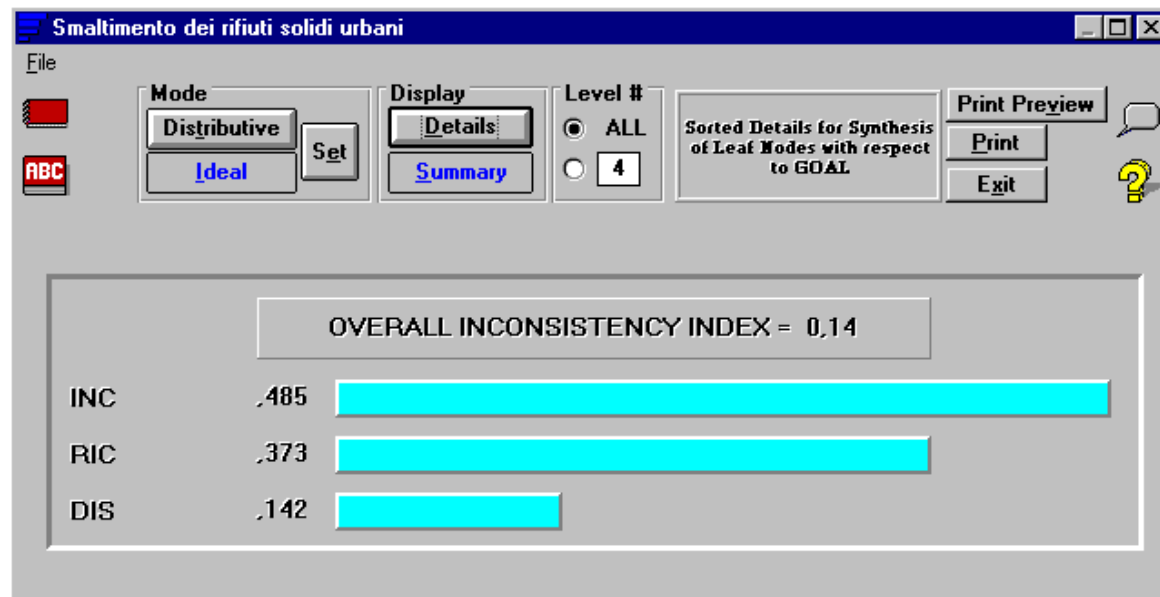 Smaltimento dei rifiuti solidi urbani
File
ABC
Mode
Distributive
Ideal
Set
Display
Details
Summary
Level #
ALL
4
Sorted Details for Synthesis
of Leaf Nodes with respect
to GOAL
Print Preview
Print
Exit
?
OVERALL INCONSISTENCY INDEX = 0,14
INC ,485
RIC ,373
DIS ,142